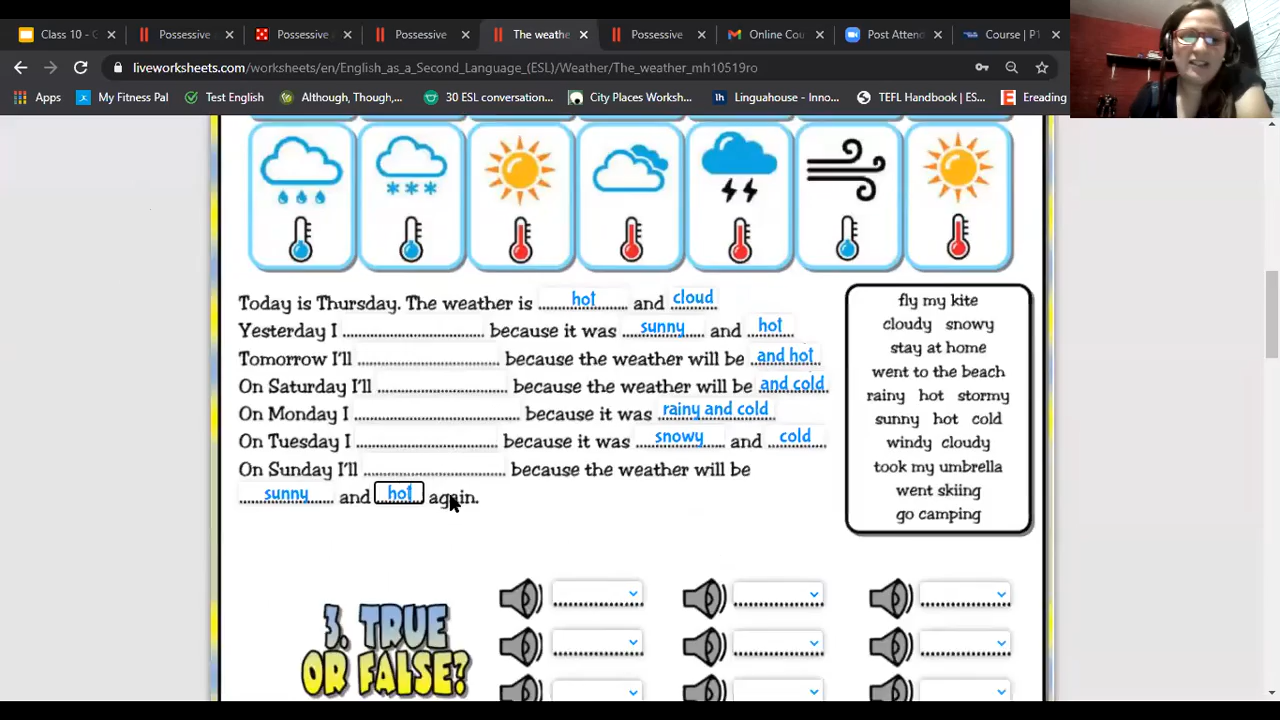 Class 10 - G
Possessive
Possessive
Possessive
The weathe
Possessive
Online Cou
Post Attend
Course | P1
liveworksheets.com/worksheets/en/English_as_a_Second_Language_(ESL)/Weather/The_weather_mh10519ro
Apps
My Fitness Pal
Test English
Although, Though,...
30 ESL conversation...
City Places Worksh...
lh Linguahouse - Inno...
TEFL Handbook | ES...
E Ereading
Today is Thursday. The weather is hot and cloud
Yesterday I ........ because it was sunny and hot
Tomorrow I'll ........ because the weather will be and hot
On Saturday I'll ........ because the weather will be and cold
On Monday I ........ because it was rainy and cold
On Tuesday I ........ because it was snowy and cold
On Sunday I'll ........ because the weather will be
sunny and hot again.
fly my kite
cloudy snowy
stay at home
went to the beach
rainy hot stormy
sunny hot cold
windy cloudy
took my umbrella
went skiing
go camping
3. TRUE
OR FALSE?